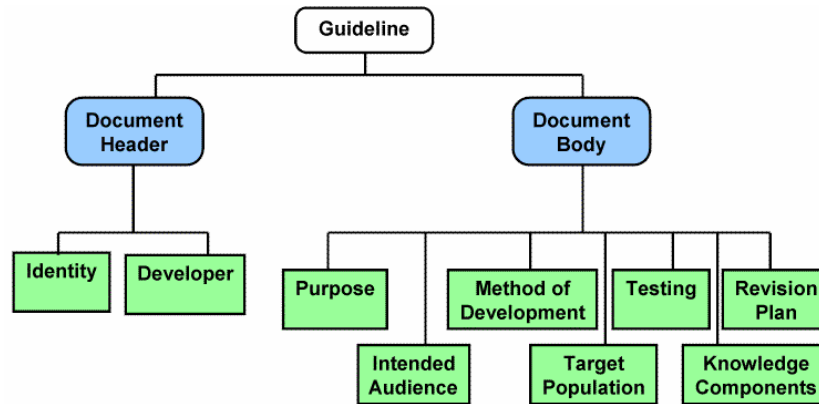 Guideline
Document
Header
Document
Body
Identity
Developer
Purpose
Method of
Development
Testing
Revision
Plan
Intended
Audience
Target
Population
Knowledge
Components